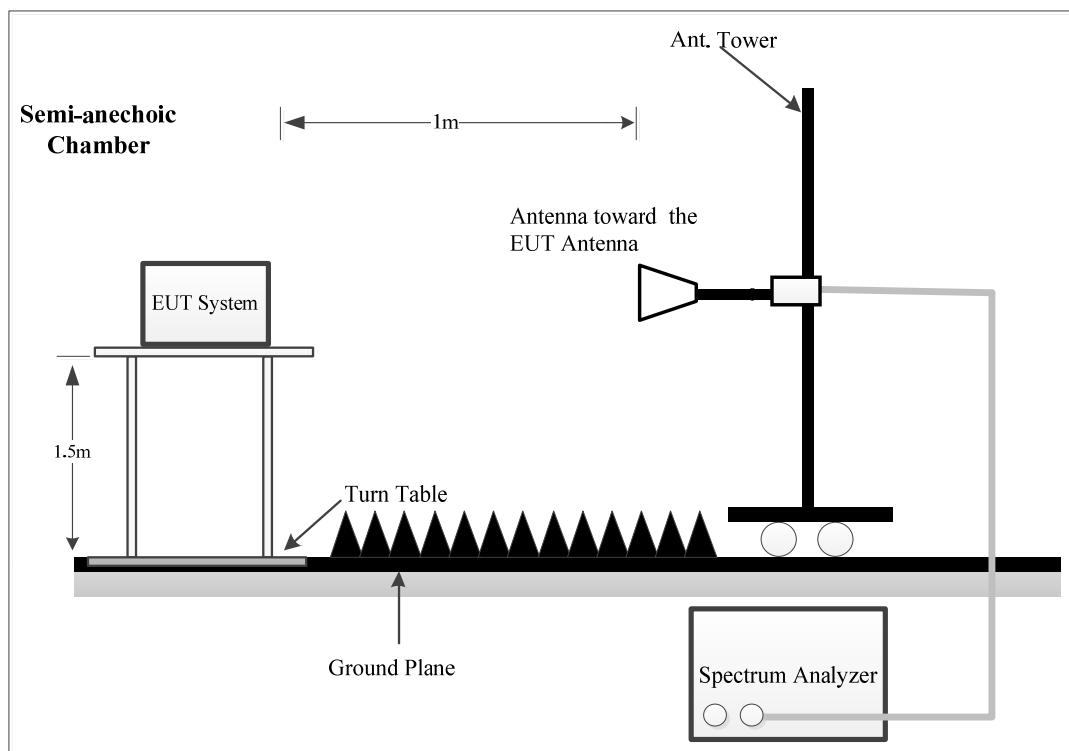 Ant. Tower
Semi-anechoic
Chamber
1m
Antenna toward the
EUT Antenna
EUT System
1.5m
Turn Table
Ground Plane
Spectrum Analyzer